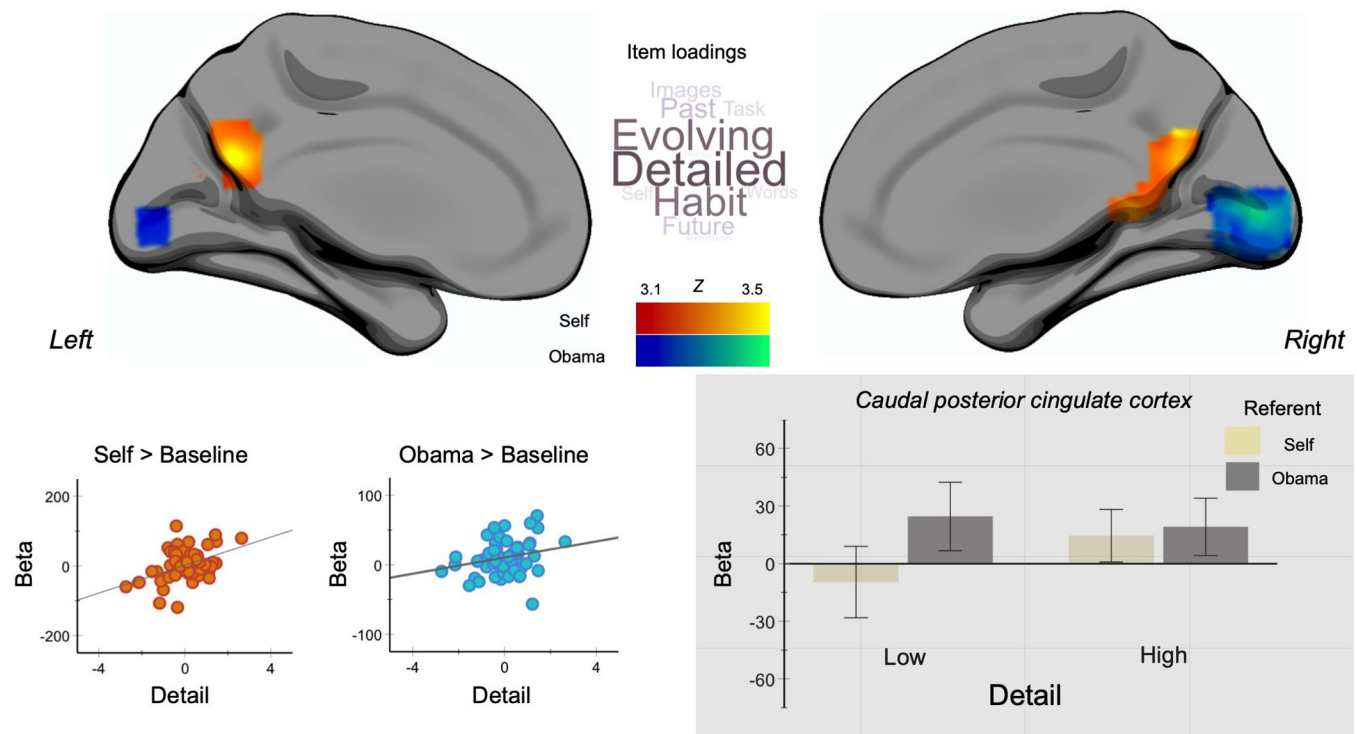 Item loadings
Images
Past Task
Evolving
Detailed
Self Words
Habit
Future
3.1 Z 3.5
Self
Obama
Left
Right
Self > Baseline
200
0
-200
Beta
-4 0 4
Detail
Obama > Baseline
100
0
-100
Beta
-4 0 4
Detail
Caudal posterior cingulate cortex
Referent
Self
Obama
60
30
0
-30
-60
Beta
Low High
Detail